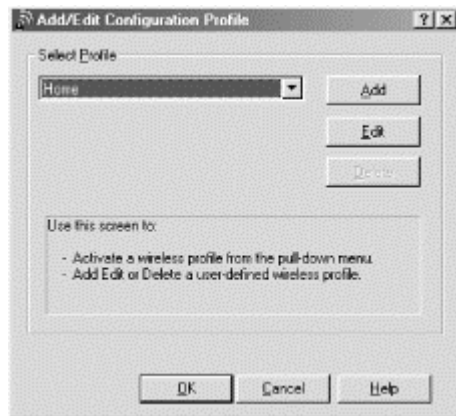 Add/Edit Configuration Profile
Select Profile
Home
Add
Edit
Delete
Use this screen to:
- Activate a wireless profile from the pull-down menu.
- Add Edit or Delete a user-defined wireless profile.
OK
Cancel
Help